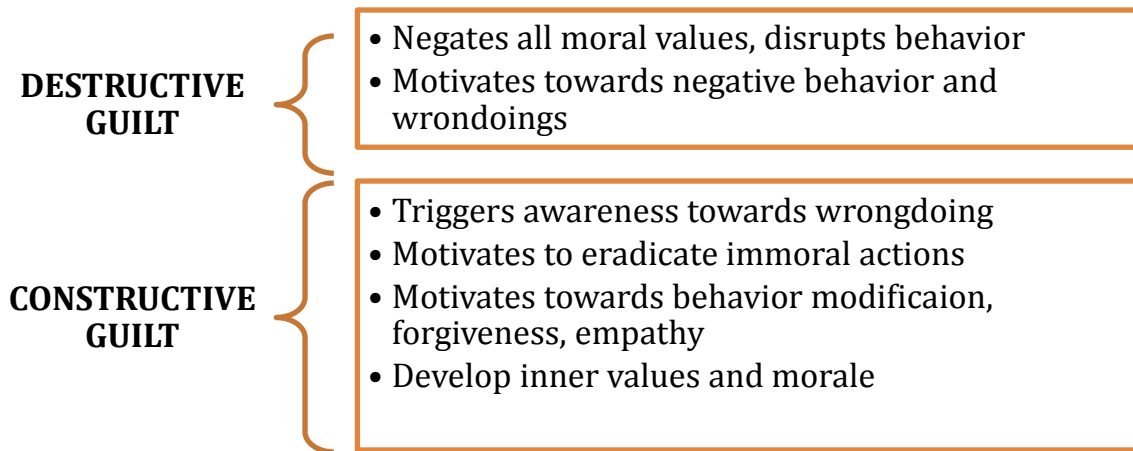 DESTRUCTIVE
GUILT
• Negates all moral values, disrupts behavior
• Motivates towards negative behavior and
wrondoings
CONSTRUCTIVE
GUILT
• Triggers awareness towards wrongdoing
• Motivates to eradicate immoral actions
• Motivates towards behavior modificaion,
forgiveness, empathy
• Develop inner values and morale